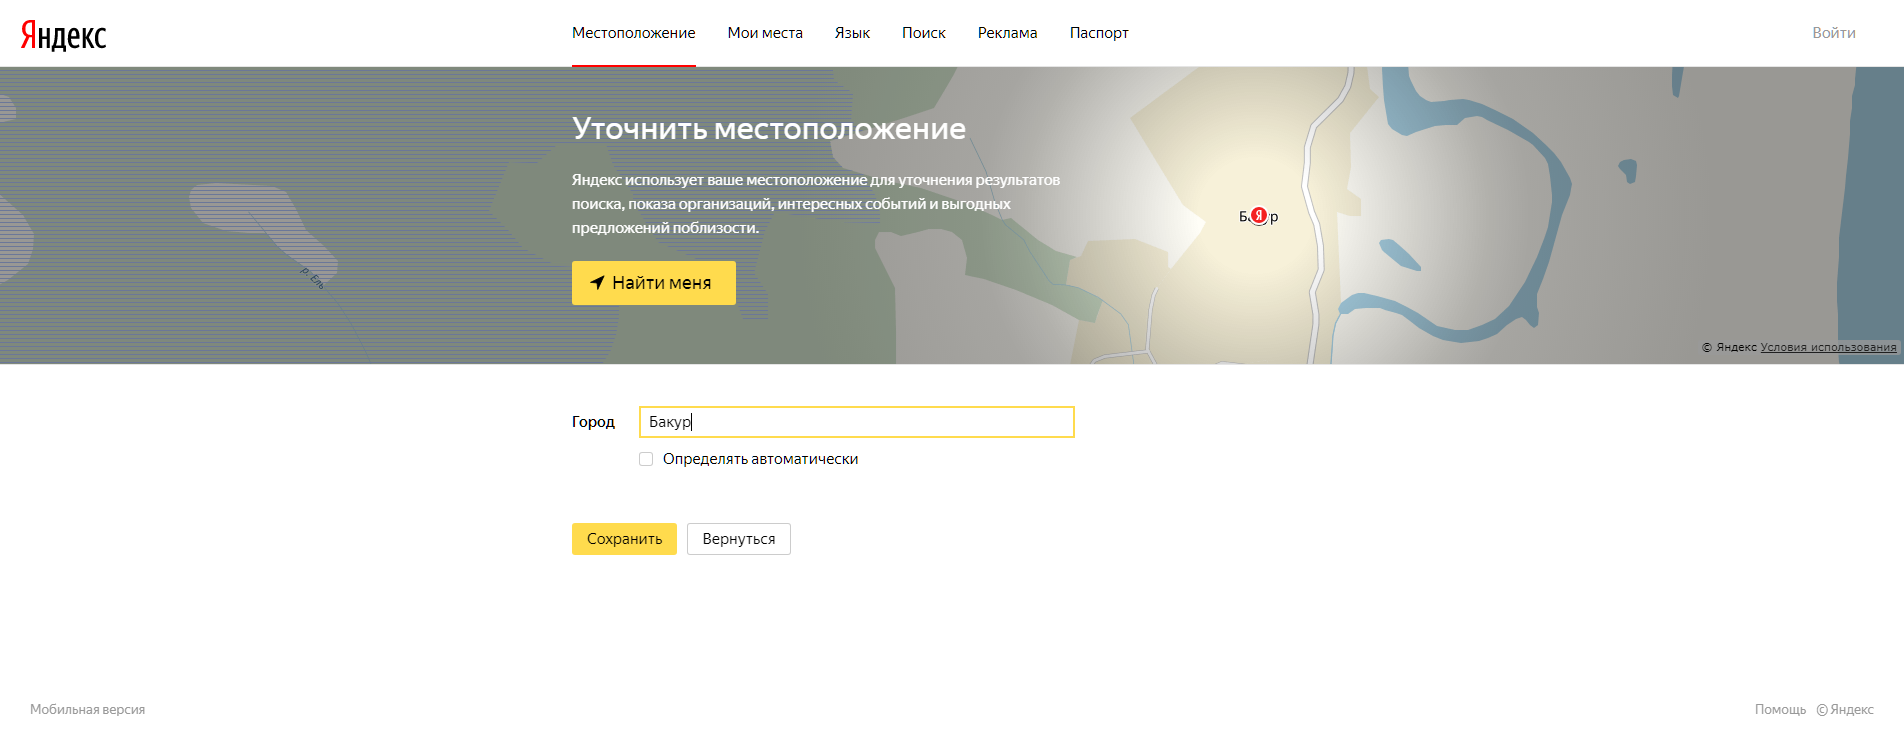 Яндекс
Местоположение Мои места Язык Поиск Реклама Паспорт
Войти
Уточнить местоположение
Яндекс использует ваше местоположение для уточнения результатов
поиска, показа организаций, интересных событий и выгодных
предложений поблизости.
Найти меня
р. Ель
Я
© Яндекс Условия использования
Город Бакур
Определять автоматически
Сохранить Вернуться
Мобильная версия
Помощь © Яндекс